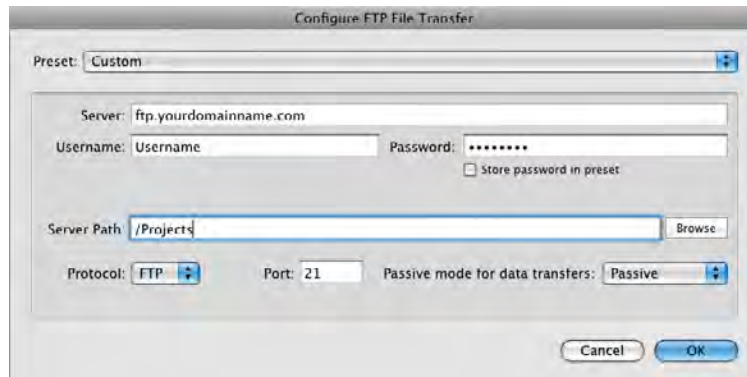 Configure FTP File Transfer
Preset: Custom
Server: ftp.yourdomainname.com
Username: Username Password: ••••••••
Store password in preset
Server Path /Projects Browse
Protocol: FTP Port: 21 Passive mode for data transfers: Passive
Cancel OK